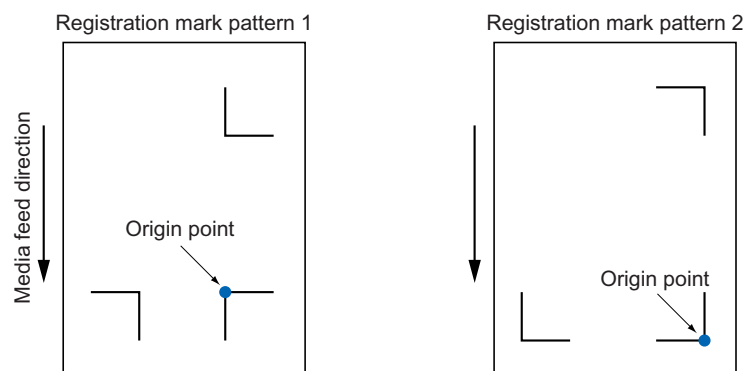 Registration mark pattern 1
Media feed direction
Origin point
Registration mark pattern 2
Origin point